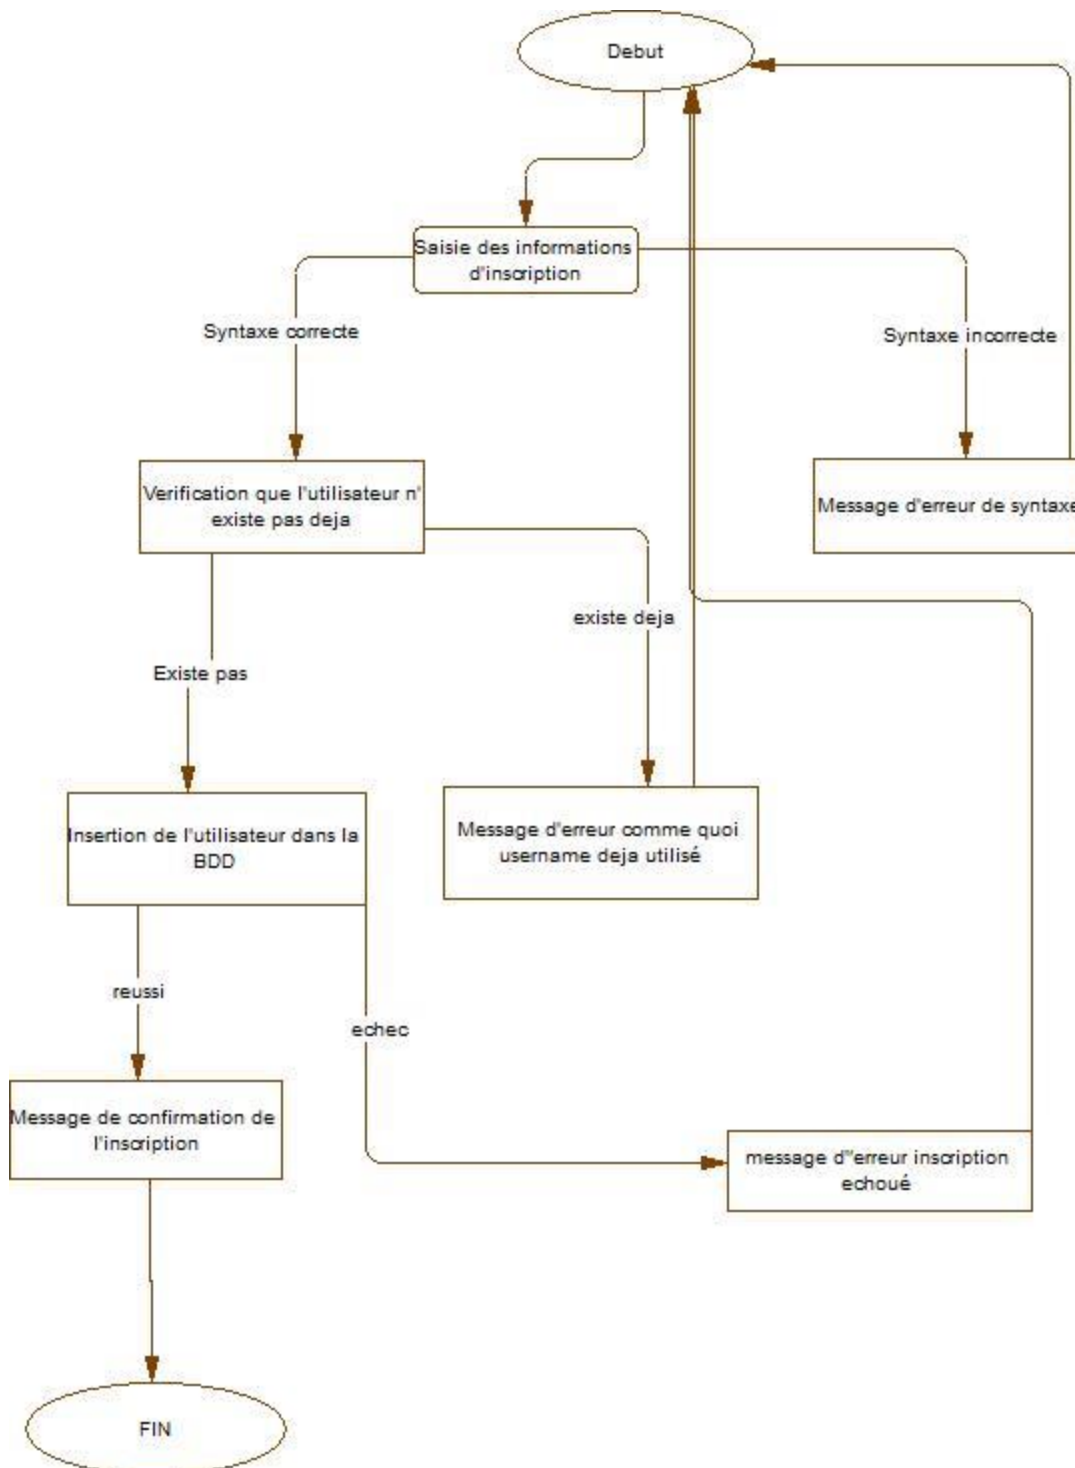 Debut
Saisie des informations
d'inscription
Syntaxe correcte
Syntaxe incorrecte
Verification que l'utilisateur n'
existe pas deja
Message d'erreur de syntaxe
existe deja
Existe pas
Insertion de l'utilisateur dans la
BDD
Message d'erreur comme quoi
username deja utilisé
reussi
echec
Message de confirmation de
l'inscription
message d''erreur inscription
echoué
FIN